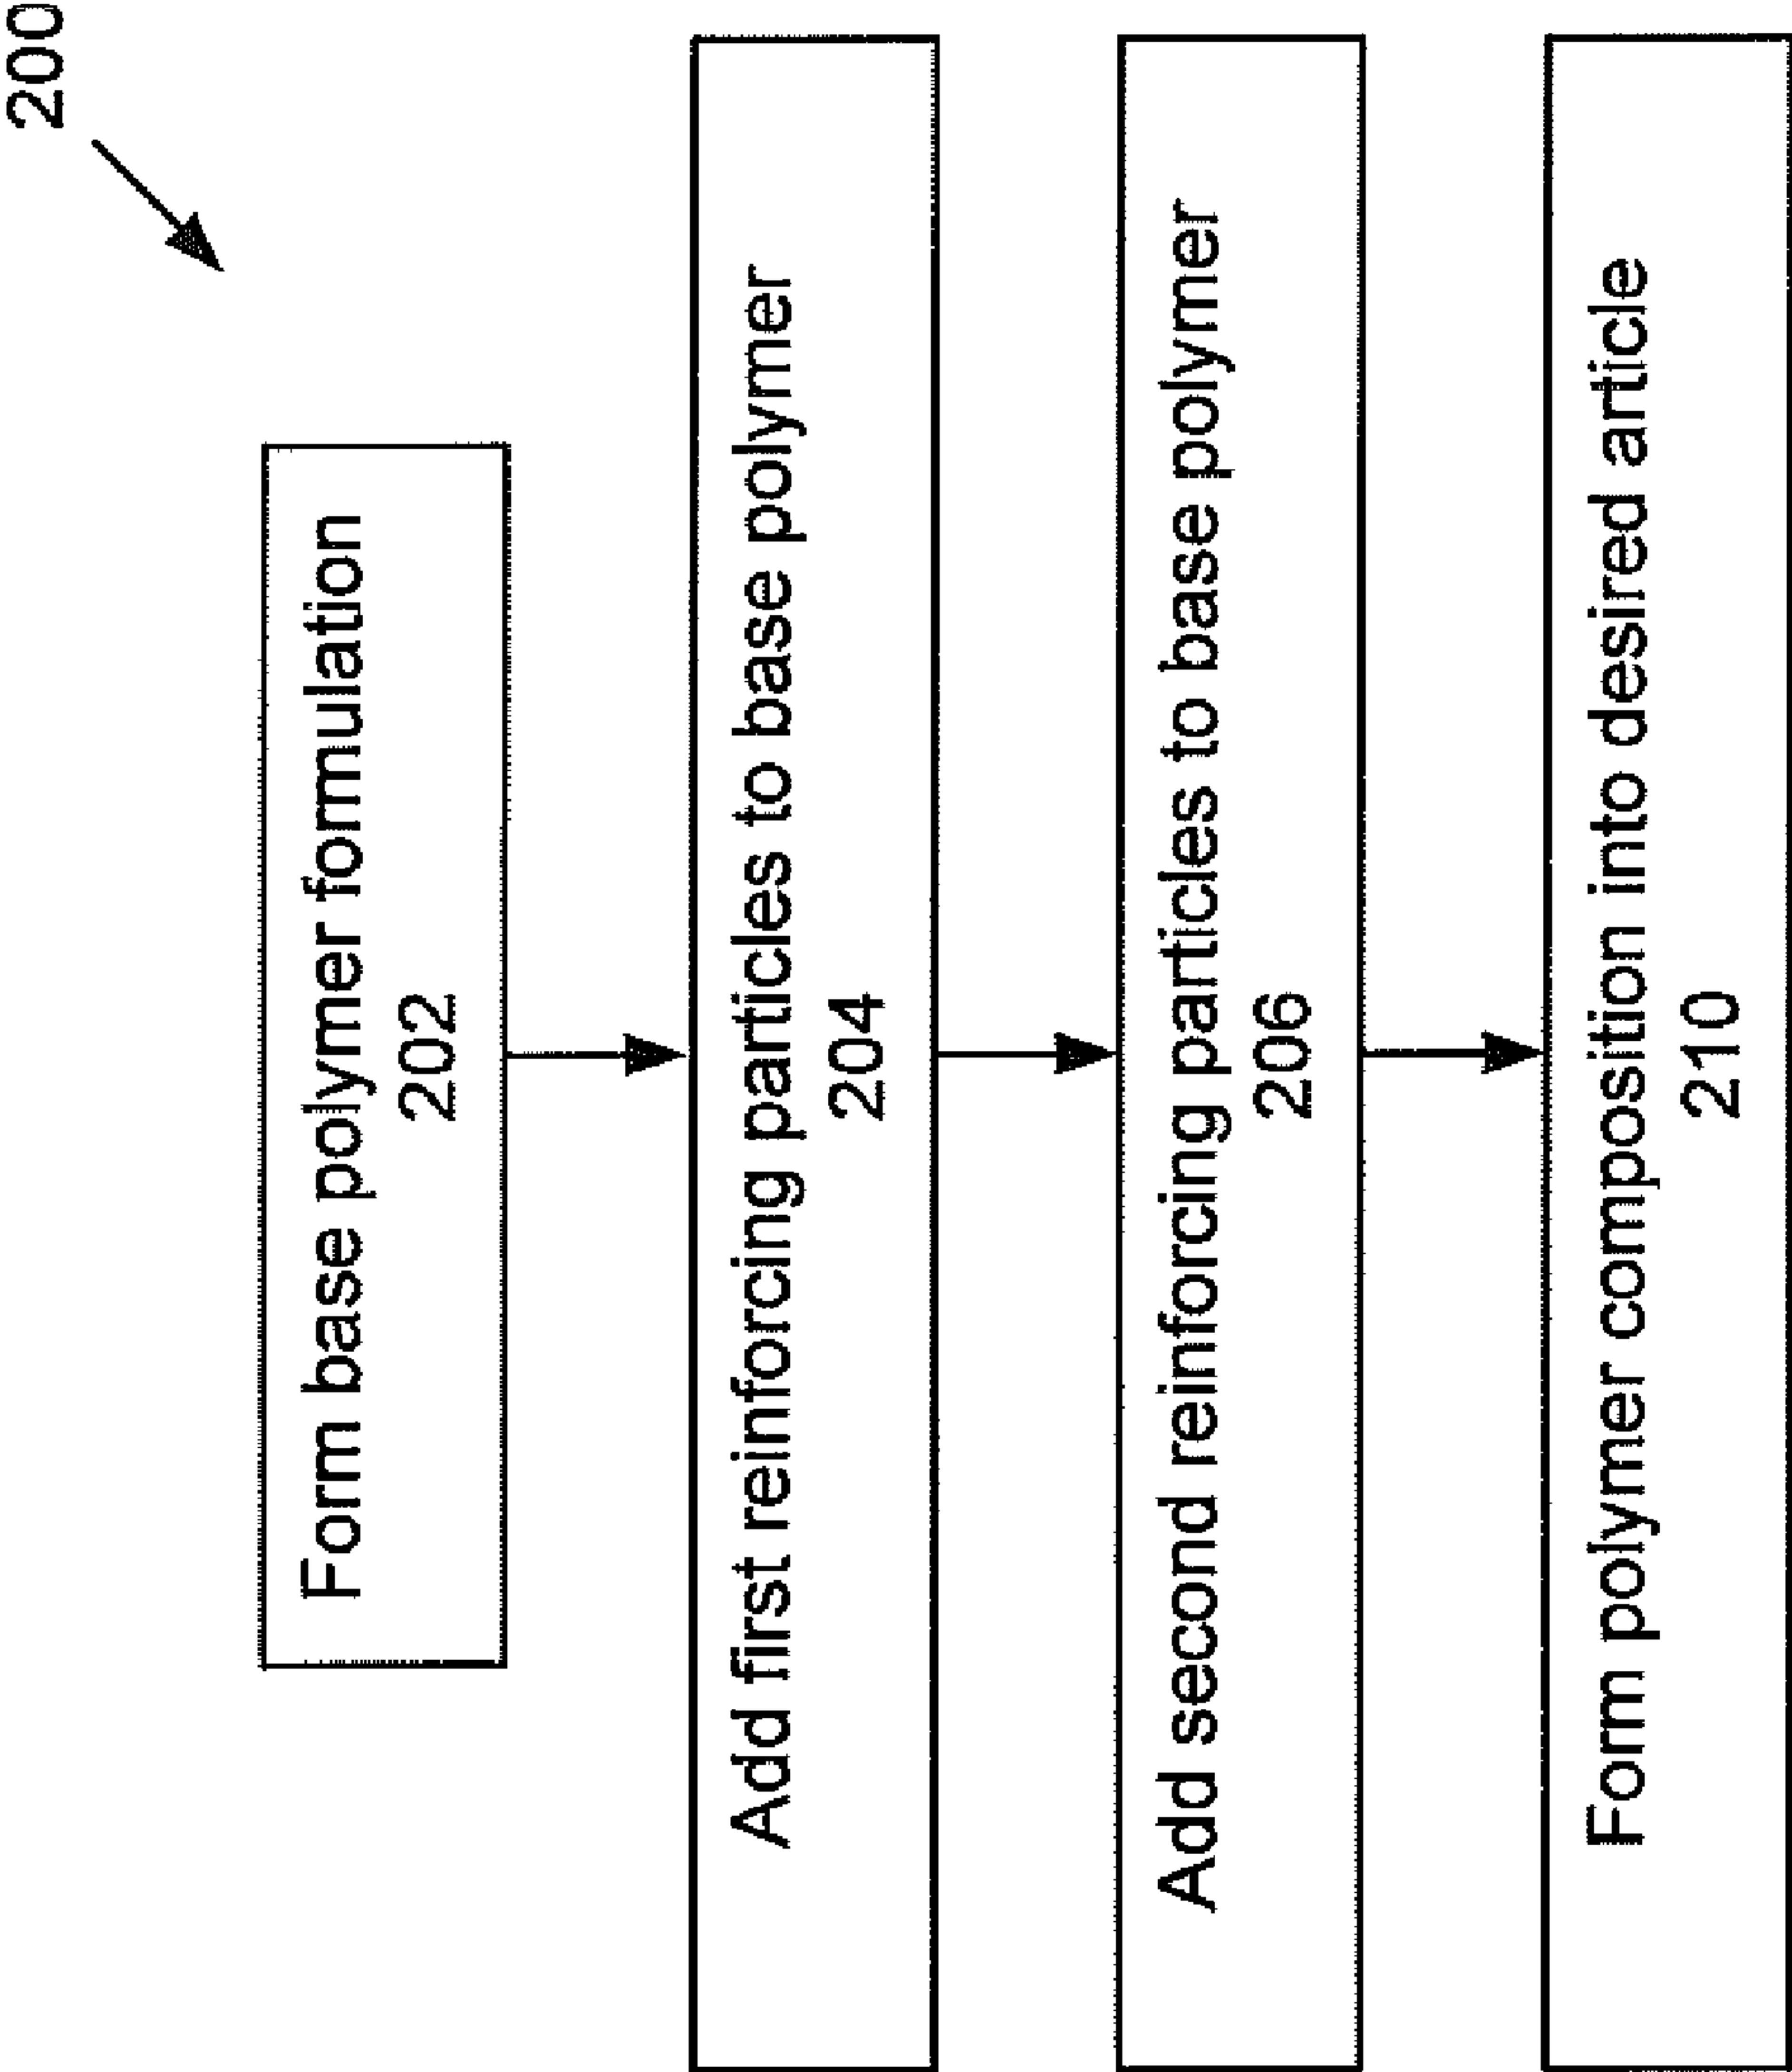 200
Form base polymer formulation
202
Add first reinforcing particles to base polymer
204
Add second reinforcing particles to base polymer
206
Form polymer composition into desired article
210